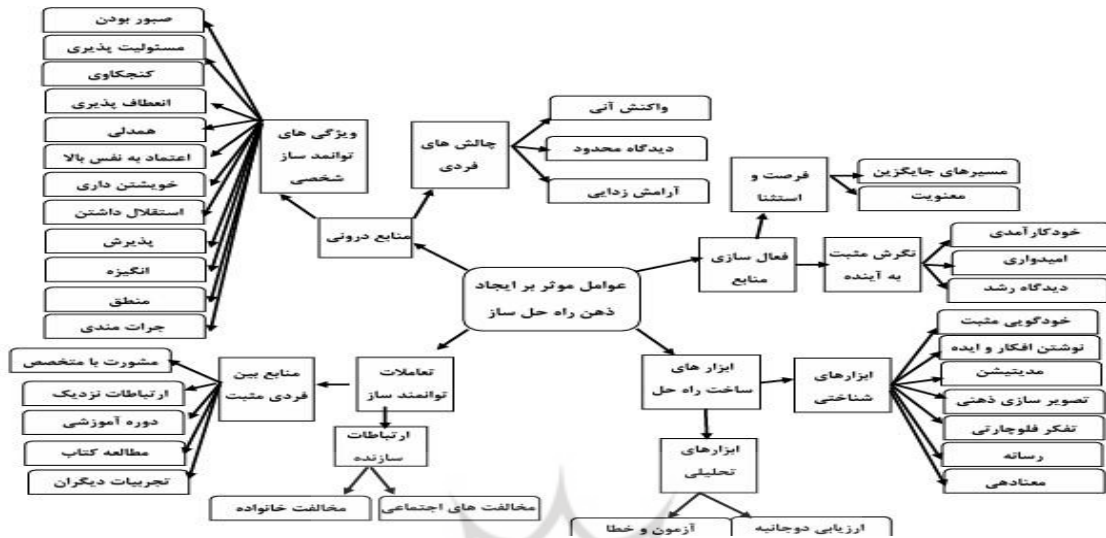 عوامل موثر بر ایجاد
ذهن راه حل ساز
منابع درونی
ویژگی های
توانمند ساز
شخصی
صبور بودن
مسئولیت پذیری
کنجکاوی
انعطاف پذیری
همدلی
اعتماد به نفس بالا
خویشتن داری
استقلال داشتن
پذیرش
انگیزه
منطق
جرات مندی
چالش های
فردی
واکنش آنی
دیدگاه محدود
آرامش زدایی
فعال سازی
منابع
فرصت و
استثنا
مسیرهای جایگزین
معنویت
نگرش مثبت
به آینده
خودکارآمدی
امیدواری
دیدگاه رشد
ابزار های
ساخت راه حل
ابزارهای
شناختی
خودگویی مثبت
نوشتن افکار و ایده
مدیتیشن
تصویر سازی ذهنی
تفکر فلوچارتی
رسانه
معنادهی
ابزارهای
تحلیلی
ارزیابی دوجانبه
آزمون و خطا
تعاملات
توانمند ساز
منابع بین
فردی مثبت
مشورت با متخصص
ارتباطات نزدیک
دوره آموزشی
مطالعه کتاب
تجربیات دیگران
ارتباطات
سازنده
مخالفت های اجتماعی
مخالفت خانواده